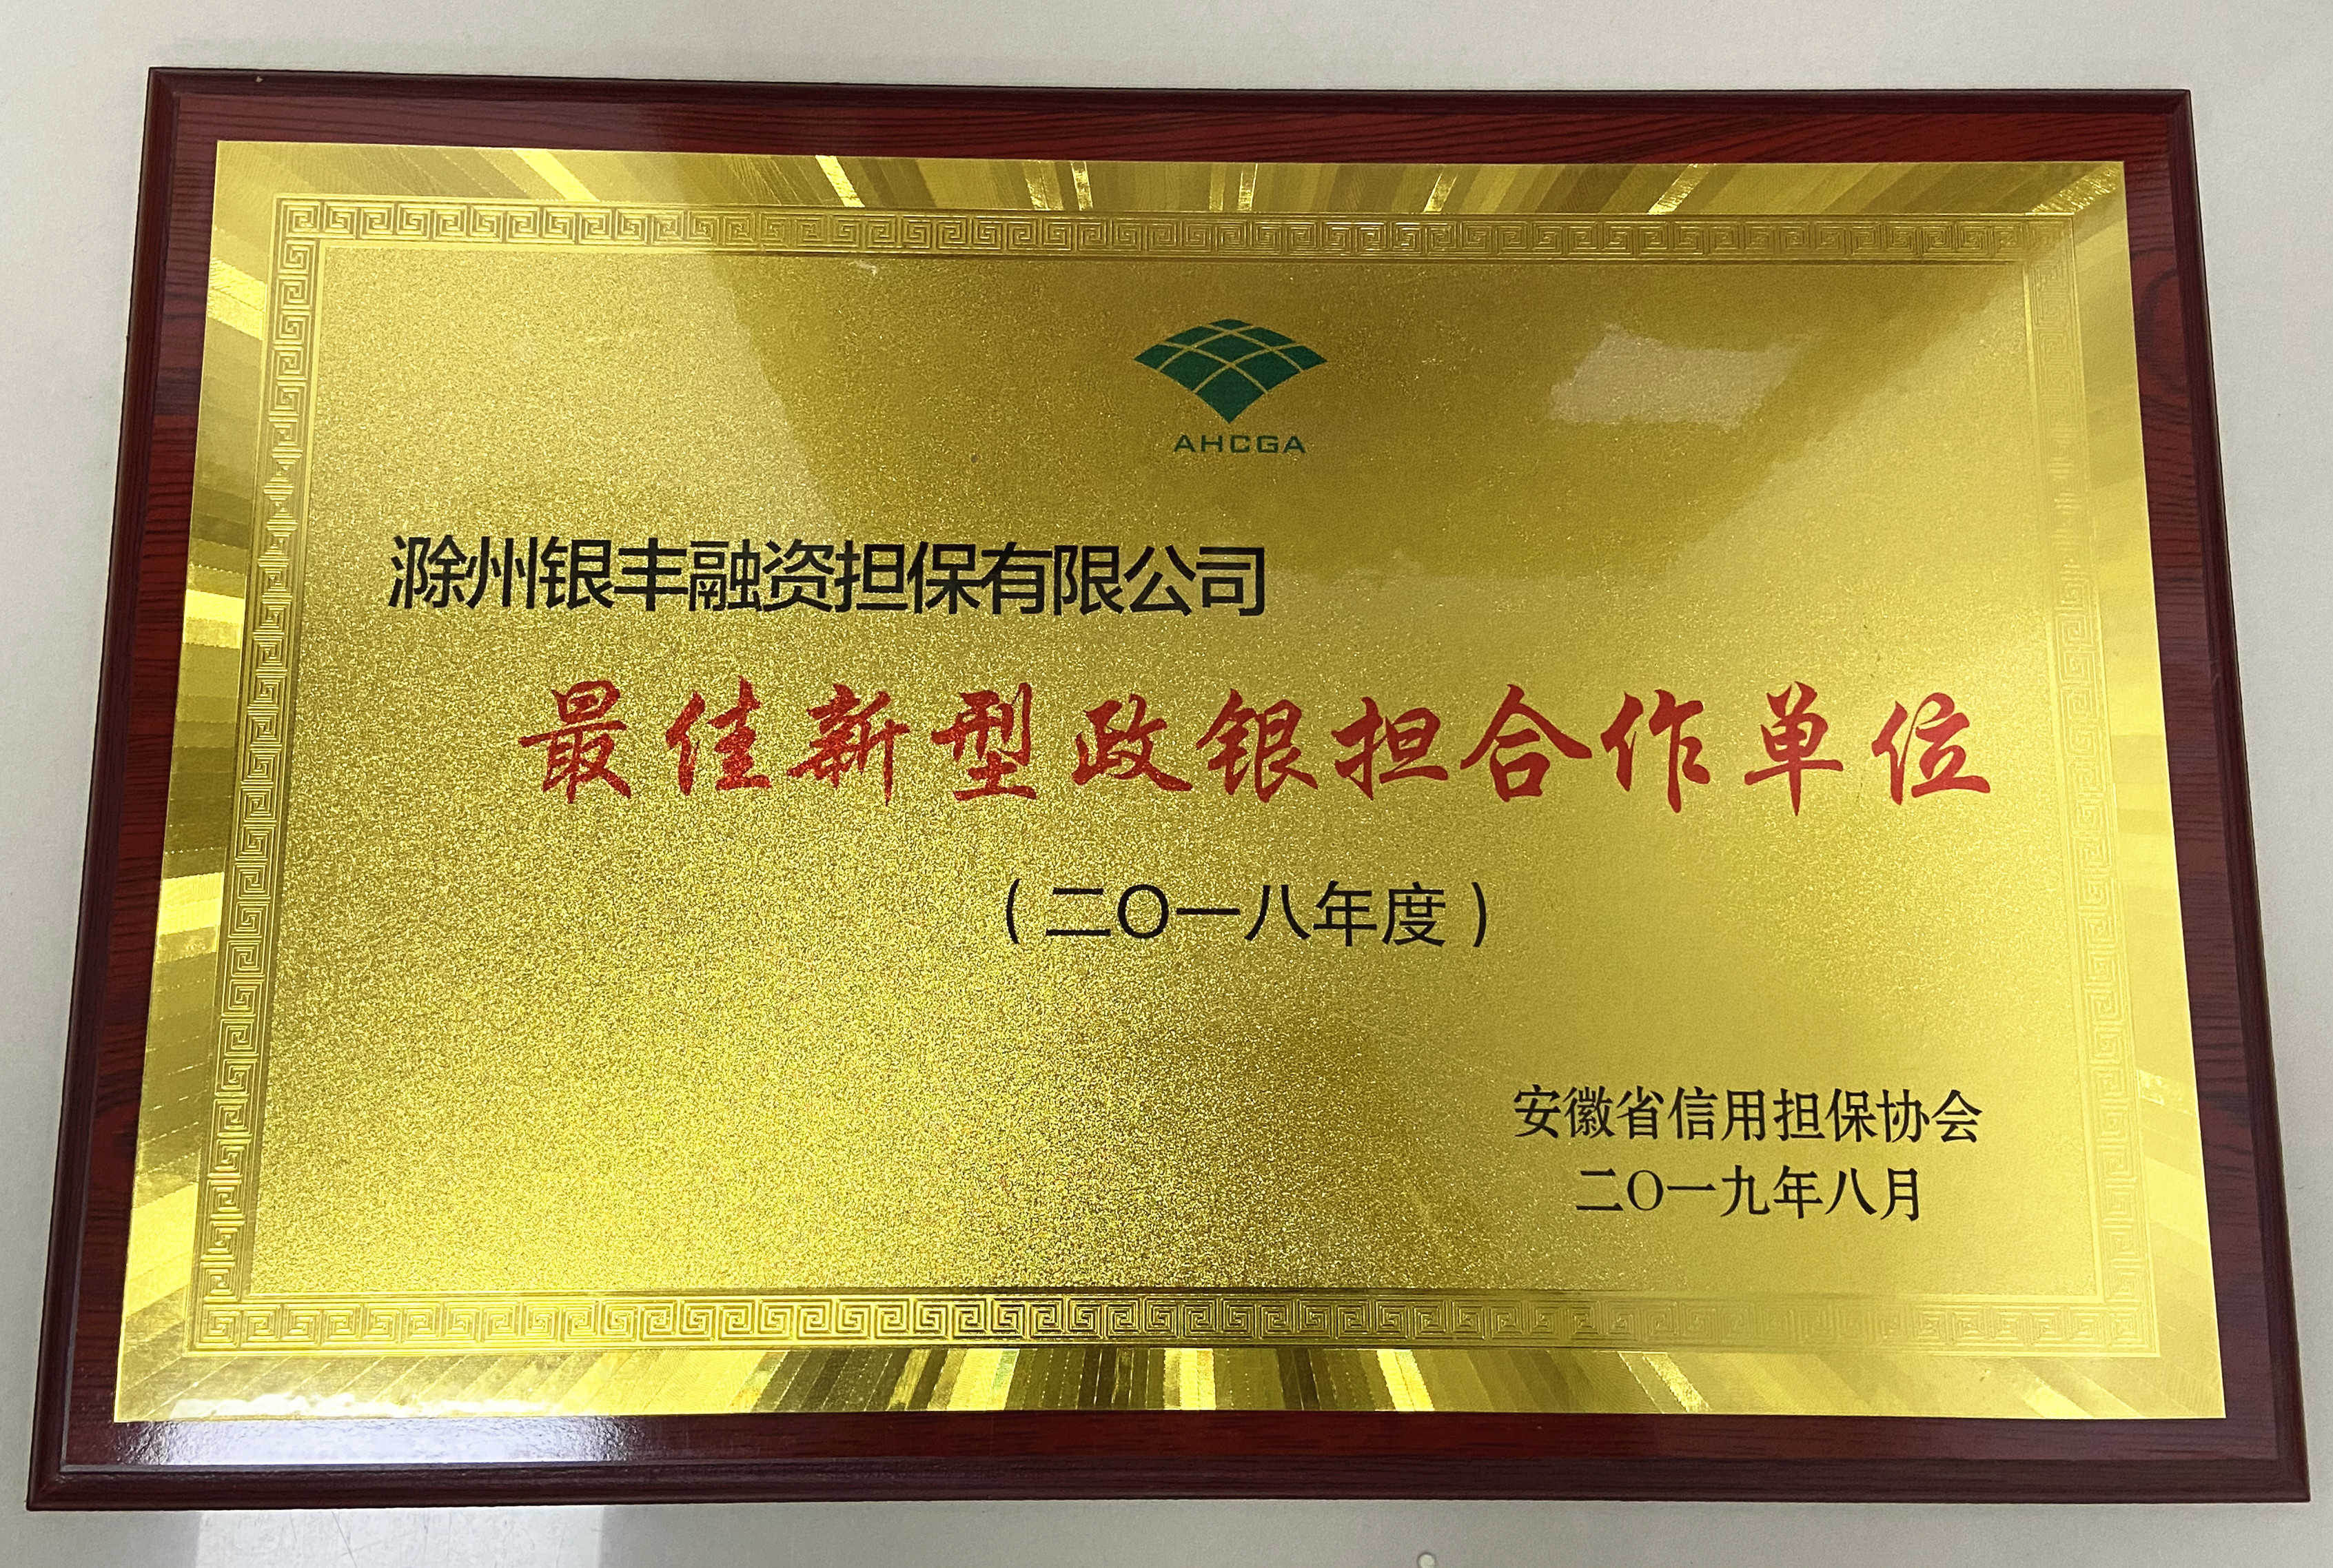 AHCGA
滁州银丰融资担保有限公司
最佳新型政银担合作单位
（二〇一八年度）
安徽省信用担保协会
二〇一九年八月